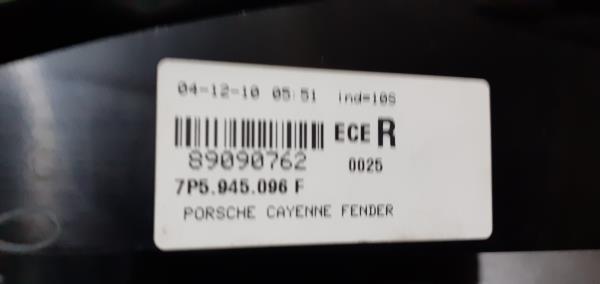 04-12-10 05:51 ind=10S
ECE R
89090762 0025
7P5.945.096 F
PORSCHE CAYENNE FENDER